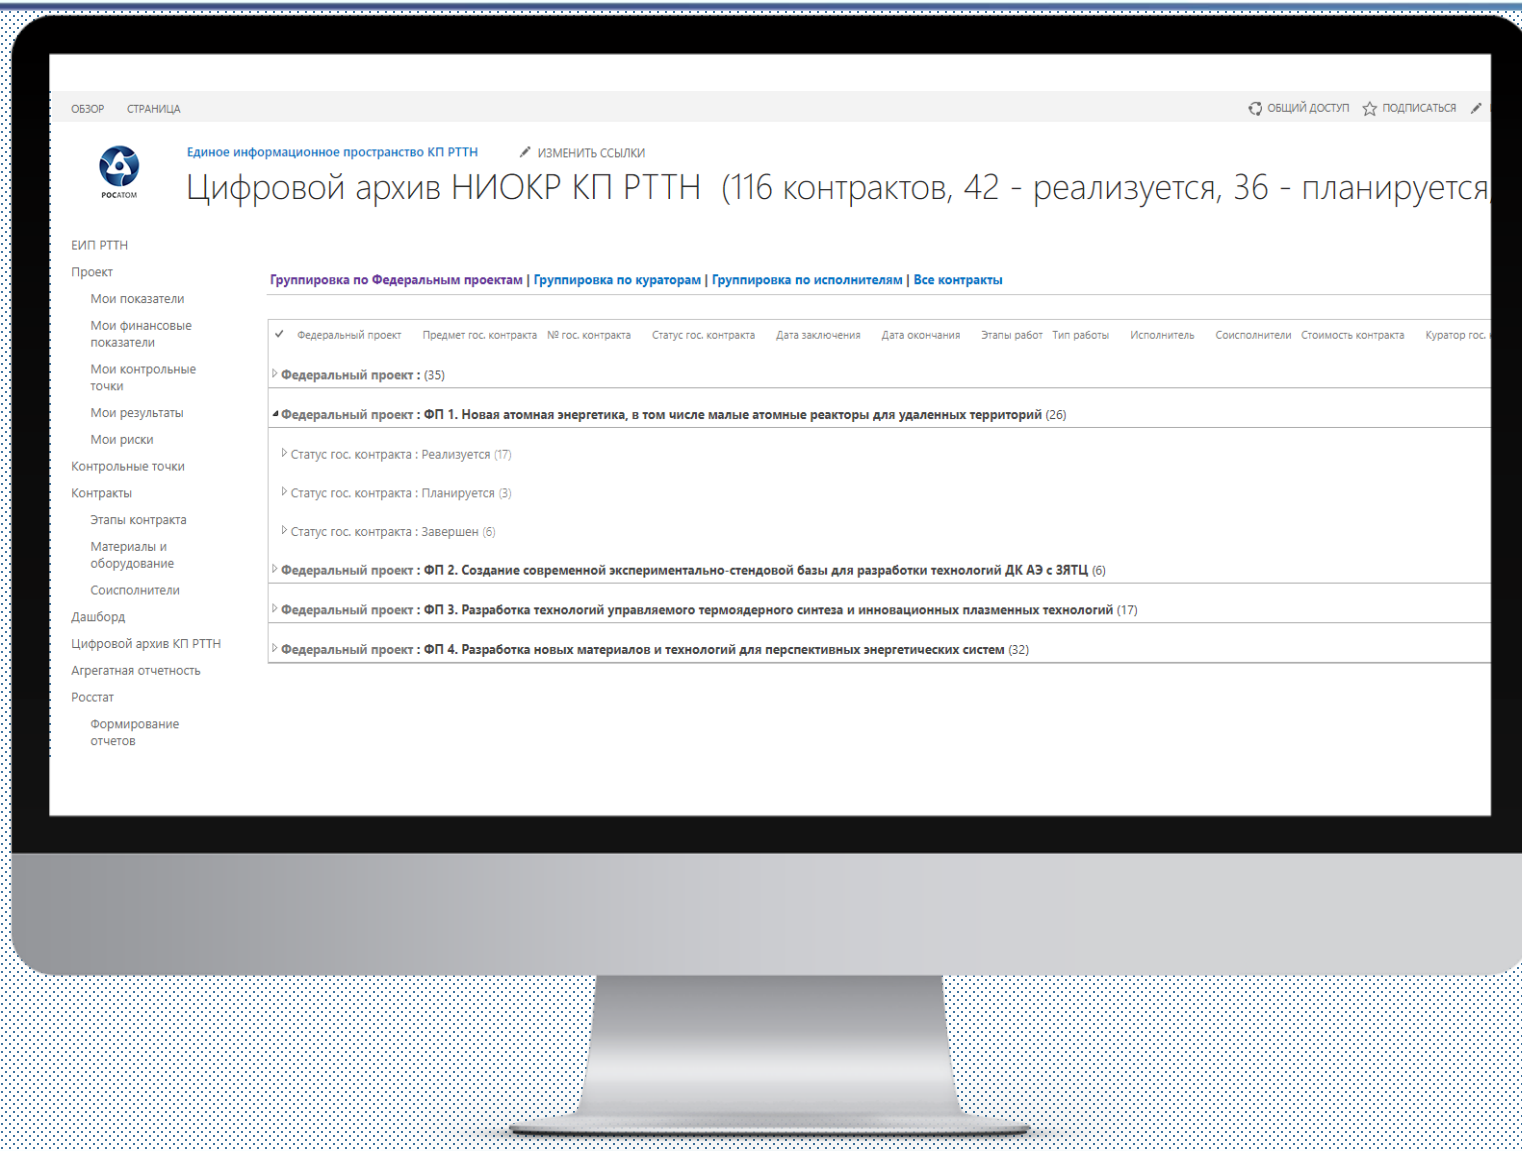 ОБЗОР СТРАНИЦА
ОБЩИЙ ДОСТУП ПОДПИСАТЬСЯ
РОСАТОМ
Единое информационное пространство КП РТТН ИЗМЕНИТЬ ССЫЛКИ
Цифровой архив НИОКР КП РТТН (116 контрактов, 42 - реализуется, 36 - планируется,
ЕИП РТТН
Проект
Мои показатели
Мои финансовые
показатели
Мои контрольные
точки
Мои результаты
Мои риски
Контрольные точки
Контракты
Этапы контракта
Материалы и
оборудование
Соисполнители
Дашборд
Цифровой архив КП РТТН
Агрегатная отчетность
Росстат
Формирование
отчетов
Группировка по Федеральным проектам | Группировка по кураторам | Группировка по исполнителям | Все контракты
Федеральный проект Предмет гос. контракта № гос. контракта Статус гос. контракта Дата заключения Дата окончания Этапы работ Тип работы Исполнитель Соисполнители Стоимость контракта Куратор гос.
Федеральный проект : (35)
Федеральный проект : ФП 1. Новая атомная энергетика, в том числе малые атомные реакторы для удаленных территорий (26)
Статус гос. контракта : Реализуется (17)
Статус гос. контракта : Планируется (3)
Статус гос. контракта : Завершен (6)
Федеральный проект : ФП 2. Создание современной экспериментально-стендовой базы для разработки технологий ДК АЭ с ЗЯТЦ (6)
Федеральный проект : ФП 3. Разработка технологий управляемого термоядерного синтеза и инновационных плазменных технологий (17)
Федеральный проект : ФП 4. Разработка новых материалов и технологий для перспективных энергетических систем (32)